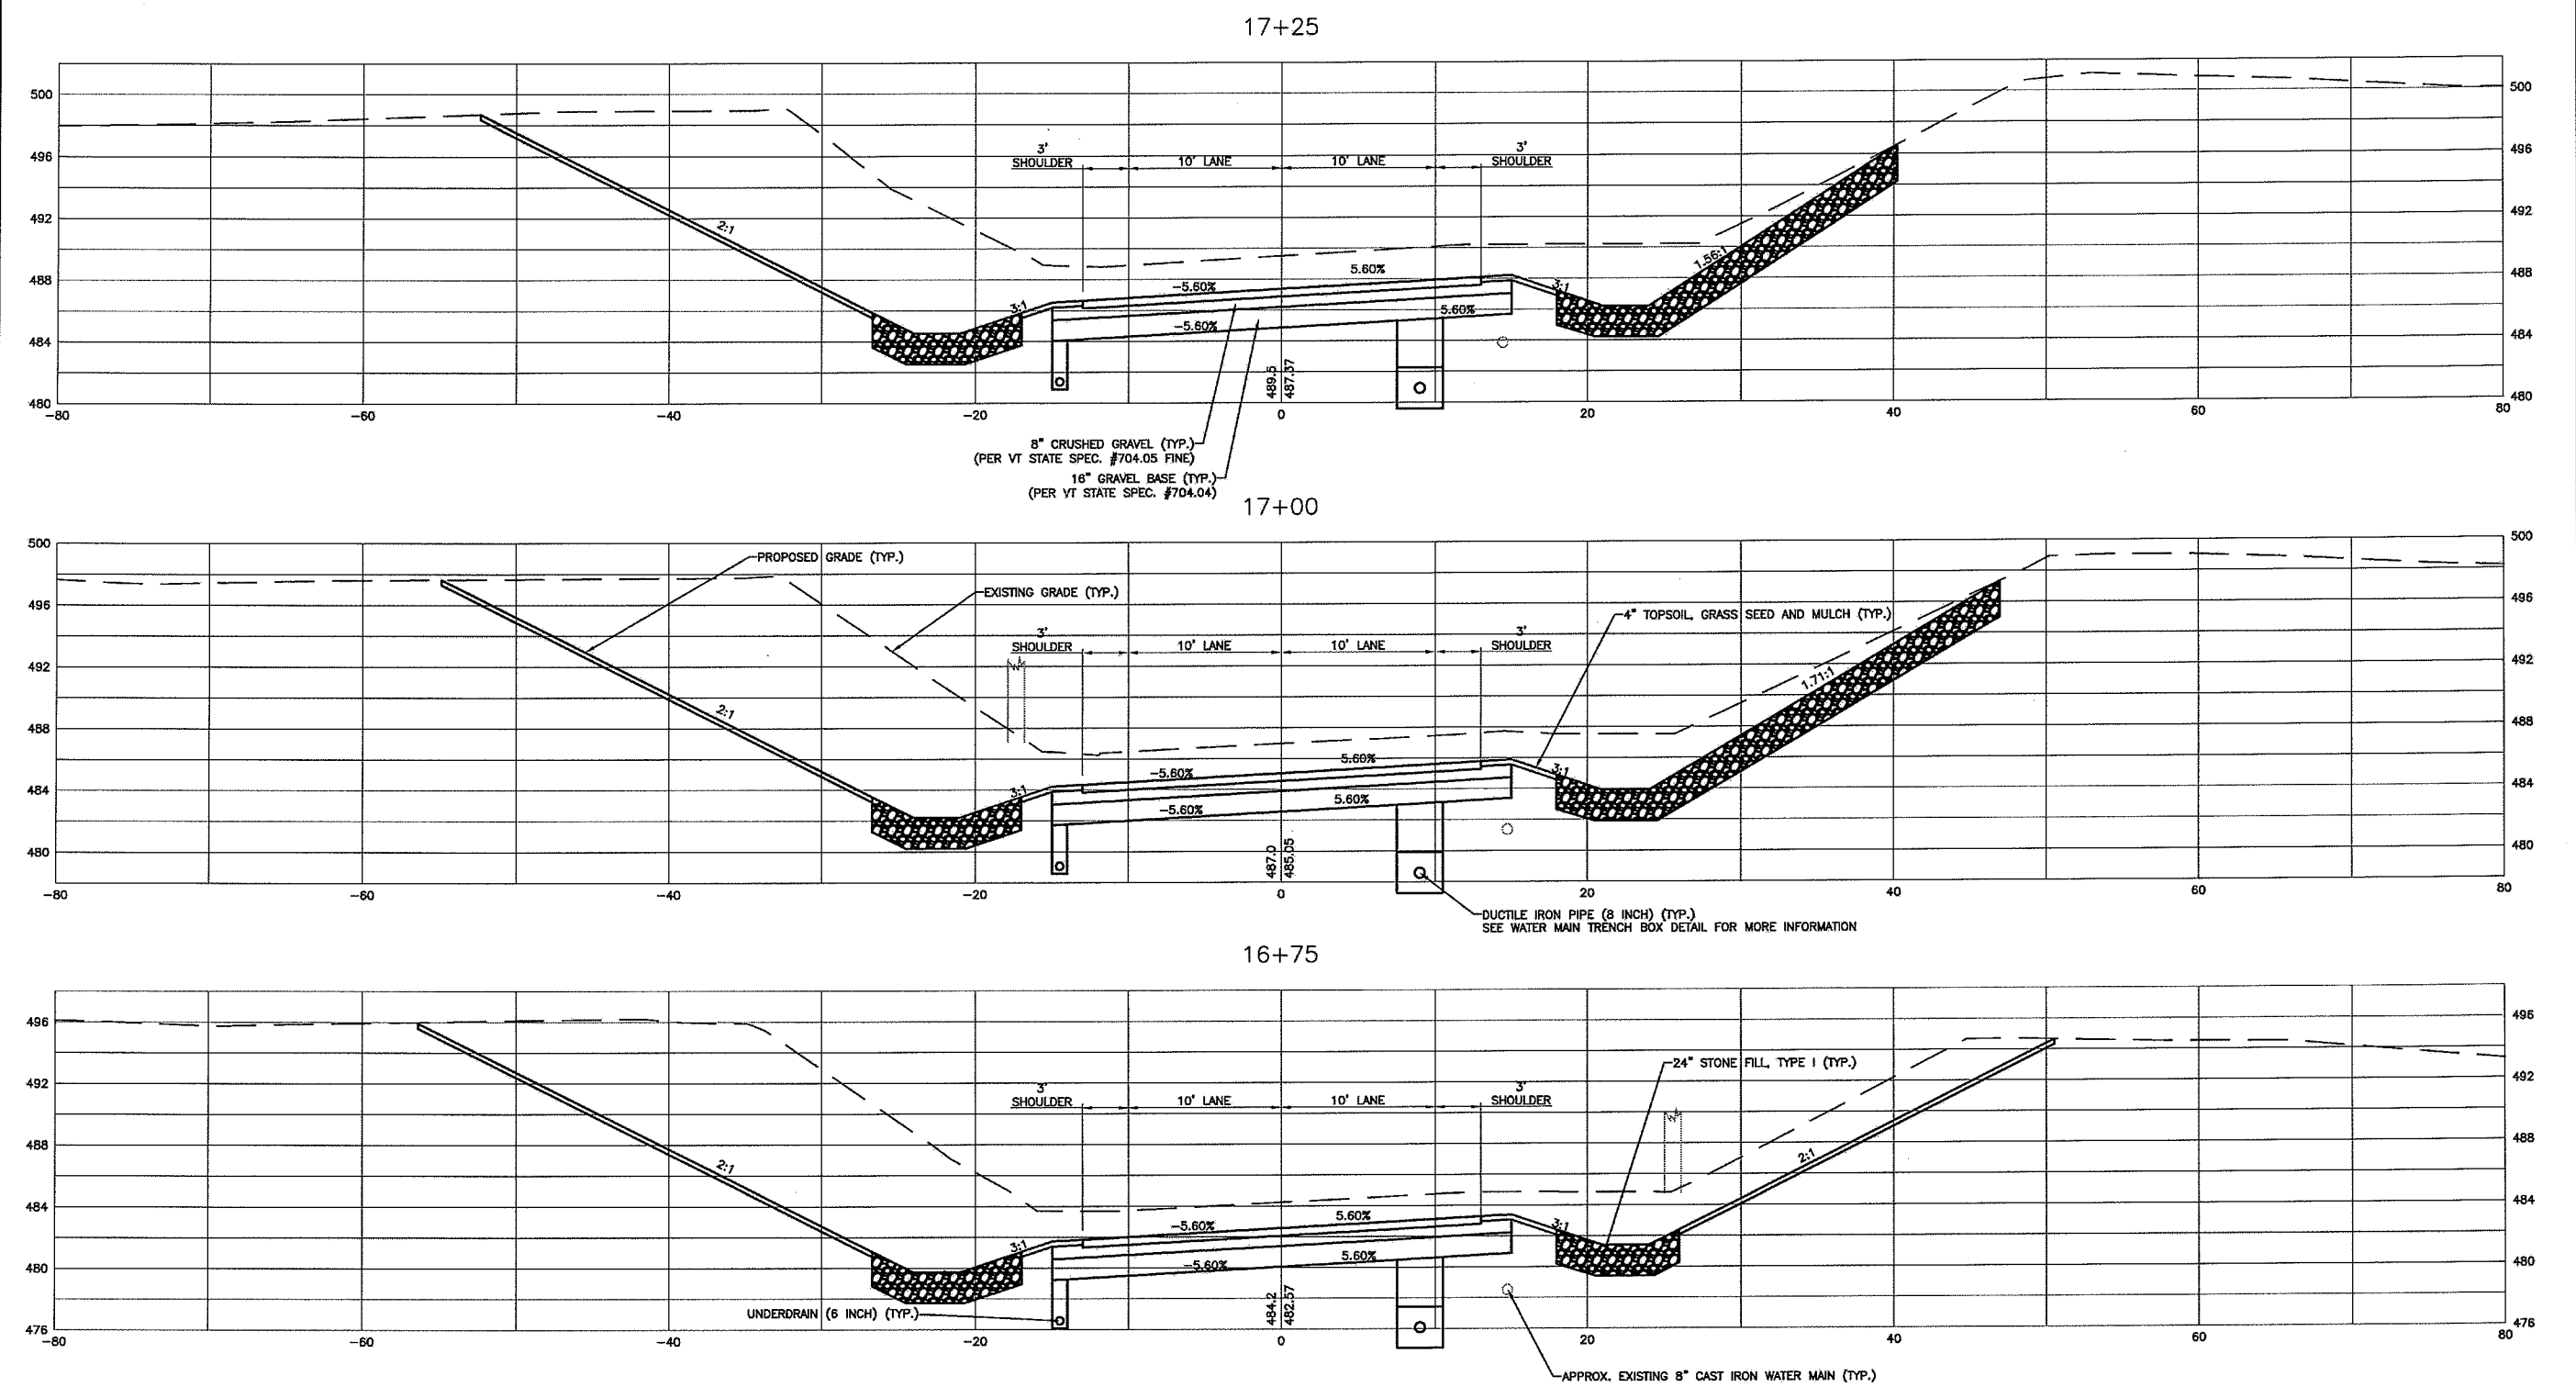 17+25
500 500
3' 3'
SHOULDER 10' LANE 10' LANE SHOULDER
496 496
492 492
2:1 1.56:1
488 5.60% 488
3:1 -5.60% 3:1
-5.60% 5.60%
484 484
489.5
487.37
480 480
-80 -60 -40 -20 0 20 40 60 80
8" CRUSHED GRAVEL (TYP.)
(PER VT STATE SPEC. #704.05 FINE)
16" GRAVEL BASE (TYP.)
(PER VT STATE SPEC. #704.04)
17+00
500 500
PROPOSED GRADE (TYP.)
EXISTING GRADE (TYP.)
496 496
4" TOPSOIL, GRASS SEED AND MULCH (TYP.)
3' 3'
SHOULDER 10' LANE 10' LANE SHOULDER
492 492
2:1 1.71:1
488 488
5.60%
-5.60%
484 3:1 3:1 484
-5.60% 5.60%
480 480
487.0
485.05
-80 -60 -40 -20 0 20 40 60 80
DUCTILE IRON PIPE (8 INCH) (TYP.)
SEE WATER MAIN TRENCH BOX DETAIL FOR MORE INFORMATION
16+75
496 496
24" STONE FILL, TYPE I (TYP.)
492 492
3' 3'
SHOULDER 10' LANE 10' LANE SHOULDER
488 488
2:1 2:1
484 484
-5.60% 5.60%
3:1 3:1
480 -5.60% 5.60% 480
484.2
482.57
UNDERDRAIN (6 INCH) (TYP.)
476 476
-80 -60 -40 -20 0 20 40 60 80
APPROX. EXISTING 8" CAST IRON WATER MAIN (TYP.)